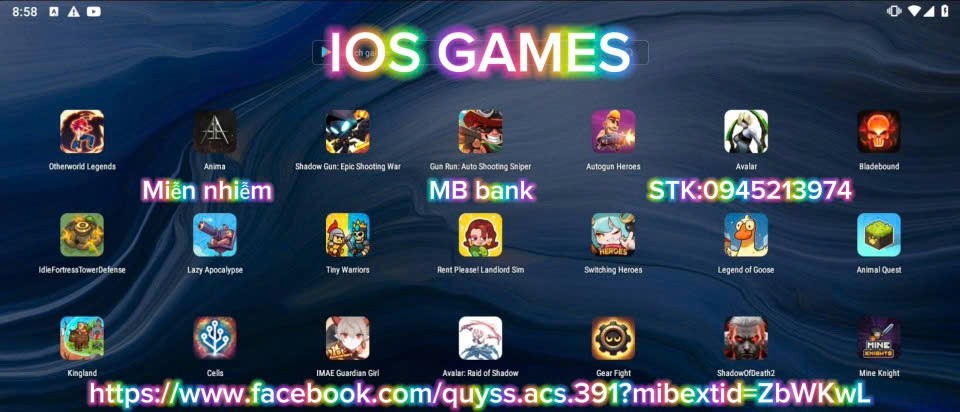 8:58
IOS GAMES
Otherworld Legends Anima Shadow Gun: Epic Shooting War Gun Run: Auto Shooting Sniper Autogun Heroes Avalar Bladebound
Miễn nhiễm MB bank STK:0945213974
IdleFortressTowerDefense Lazy Apocalypse Tiny Warriors Rent Please! Landlord Sim Switching Heroes Legend of Goose Animal Quest
HEROES
Kingland Cells IMAE Guardian Girl Avalar: Raid of Shadow Gear Fight ShadowOfDeath2 Mine Knight
MINE
KNIGHTS
https://www.facebook.com/quyss.acs.391?mibextid=ZbWKwL